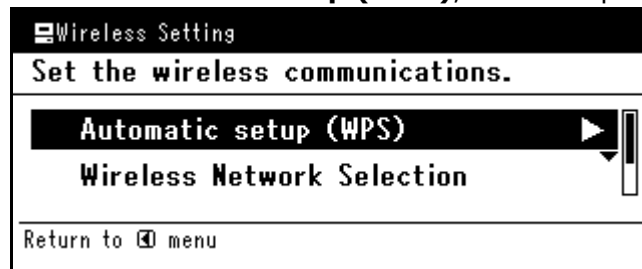 Wireless Setting
Set the wireless communications.
Automatic setup (WPS)
Wireless Network Selection
Return to ◀ menu